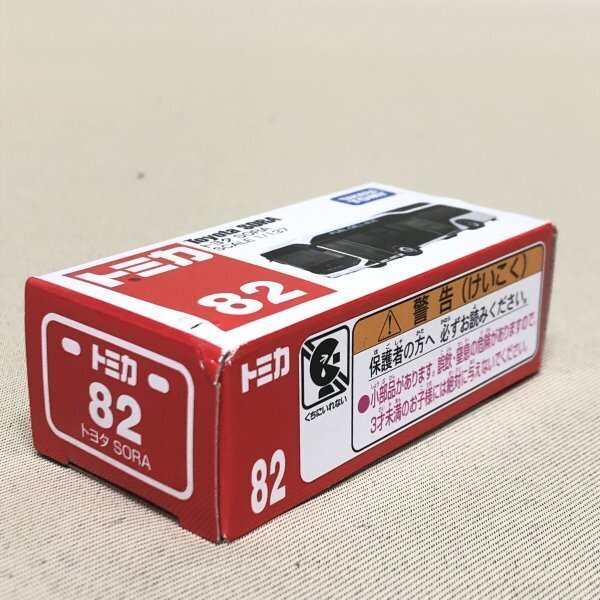 トミカ
82
Toyota SORA
トヨタ SORA
SCALE 1/137
TAKARA TOMY
トミカ
82
トヨタ SORA
トミカ
82
くちにいれない
警告(けいこく)
保護者の方へ 必ずお読みください。
●小部品があります。誤飲・窒息の危険がありますので、
3才未満のお子様には絶対に与えないでください。